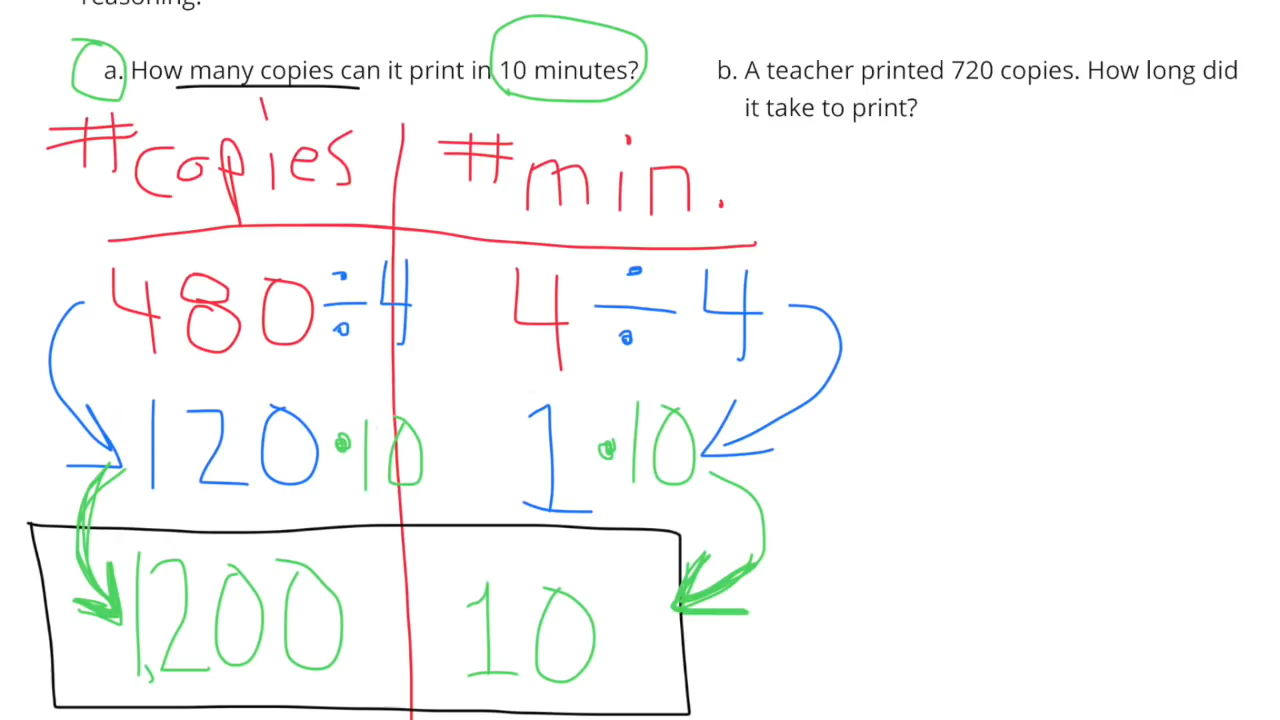 reasoning.
a. How many copies can it print in 10 minutes?
b. A teacher printed 720 copies. How long did
it take to print?
#copies #min.
480÷4 4÷4
120•10 1•10
1,200 10